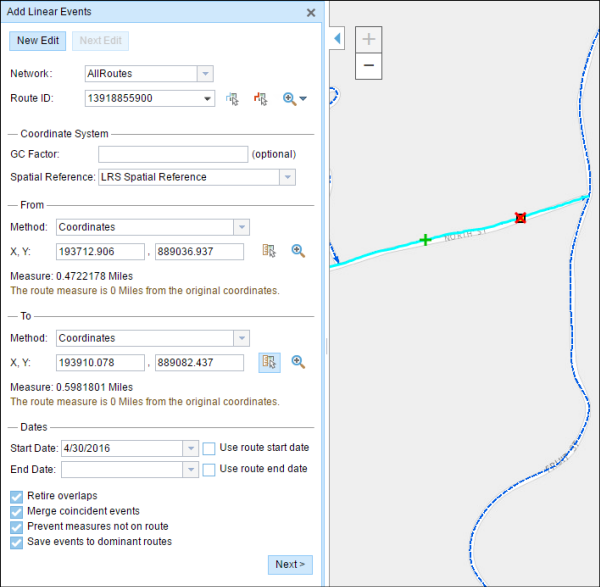 Add Linear Events
New Edit Next Edit
Network: AllRoutes
Route ID: 13918855900
Coordinate System
GC Factor: (optional)
Spatial Reference: LRS Spatial Reference
From
Method: Coordinates
X, Y: 193712.906 , 889036.937
Measure: 0.4722178 Miles
The route measure is 0 Miles from the original coordinates.
To
Method: Coordinates
X, Y: 193910.078 , 889082.437
Measure: 0.5981801 Miles
The route measure is 0 Miles from the original coordinates.
Dates
Start Date: 4/30/2016 Use route start date
End Date: Use route end date
Retire overlaps
Merge coincident events
Prevent measures not on route
Save events to dominant routes
Next >
NORTH ST